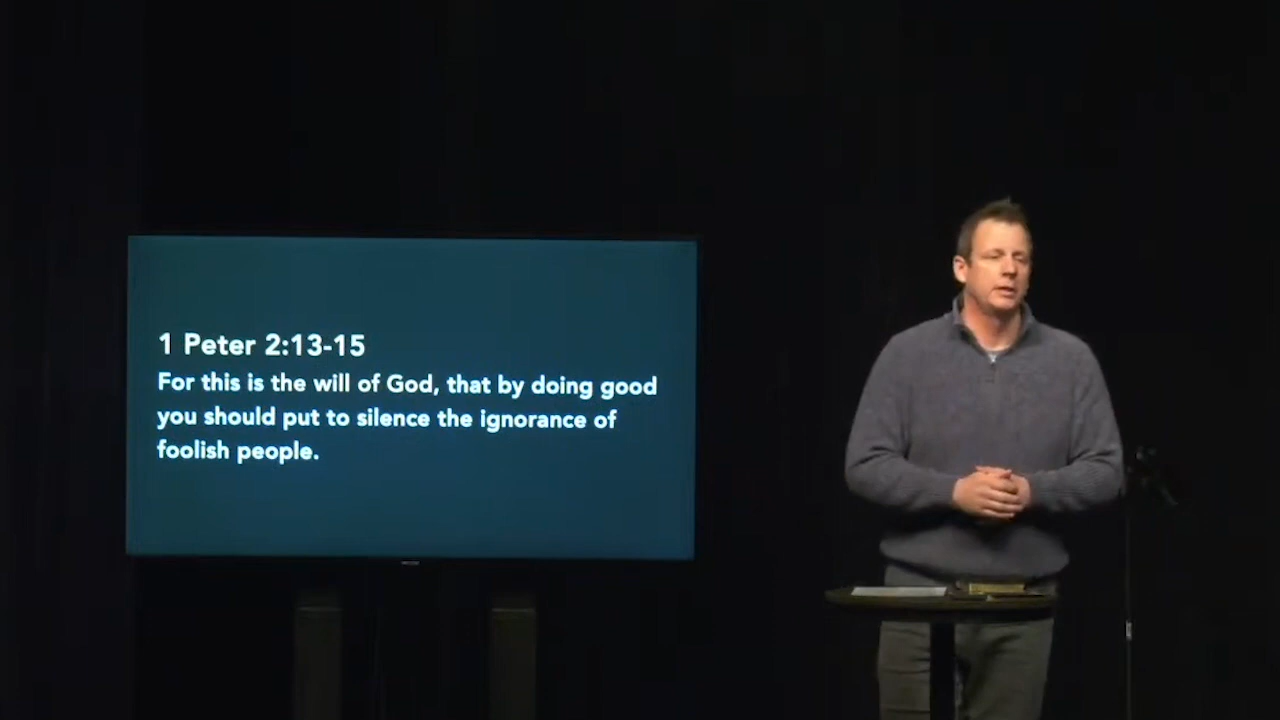 1 Peter 2:13-15
For this is the will of God, that by doing good
you should put to silence the ignorance of
foolish people.